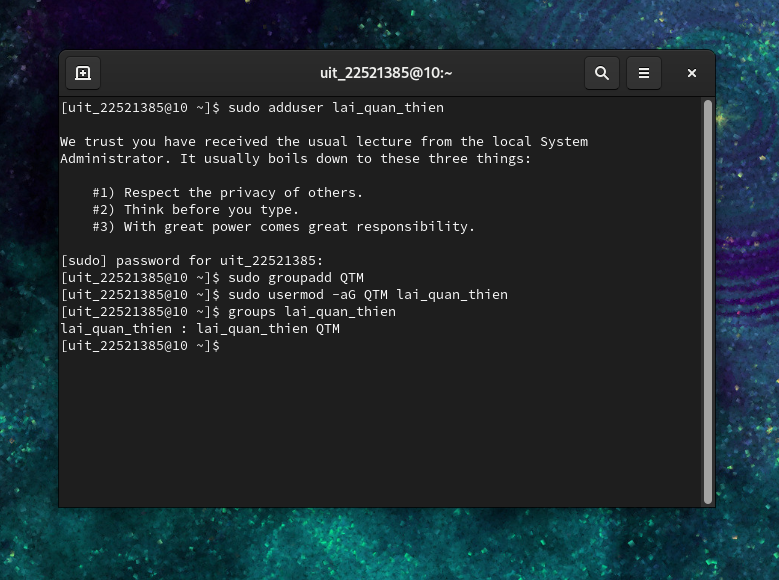 uit_22521385@10:~
[uit_22521385@10 ~]$ sudo adduser lai_quan_thien
We trust you have received the usual lecture from the local System
Administrator. It usually boils down to these three things:
#1) Respect the privacy of others.
#2) Think before you type.
#3) With great power comes great responsibility.
[sudo] password for uit_22521385:
[uit_22521385@10 ~]$ sudo groupadd QTM
[uit_22521385@10 ~]$ sudo usermod -aG QTM lai_quan_thien
[uit_22521385@10 ~]$ groups lai_quan_thien
lai_quan_thien : lai_quan_thien QTM
[uit_22521385@10 ~]$